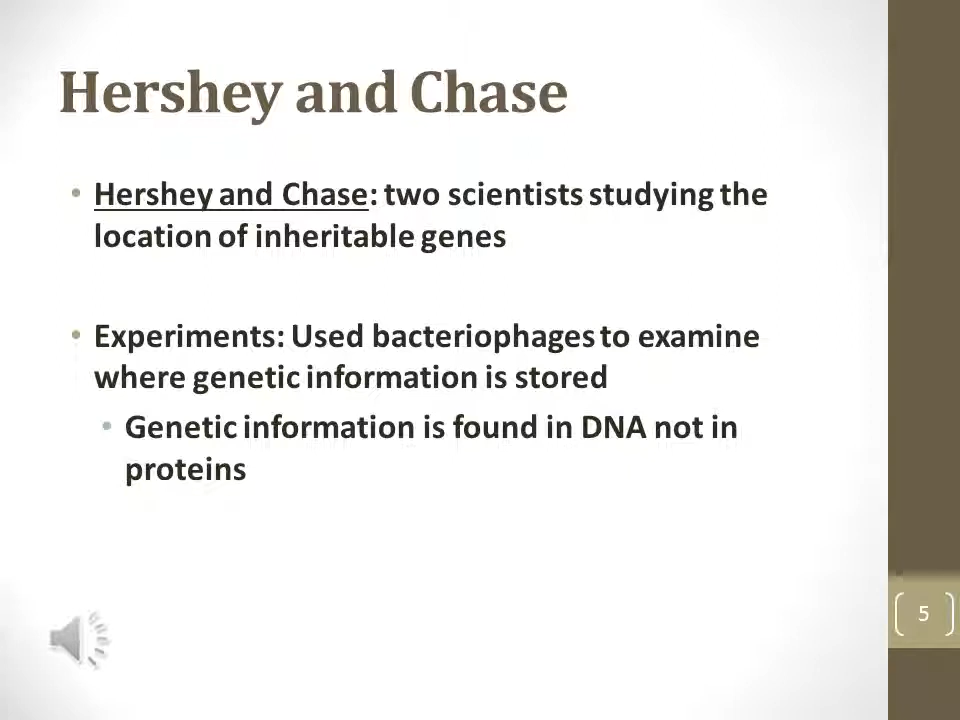 Hershey and Chase
• Hershey and Chase: two scientists studying the
location of inheritable genes
• Experiments: Used bacteriophages to examine
where genetic information is stored
• Genetic information is found in DNA not in
proteins
5